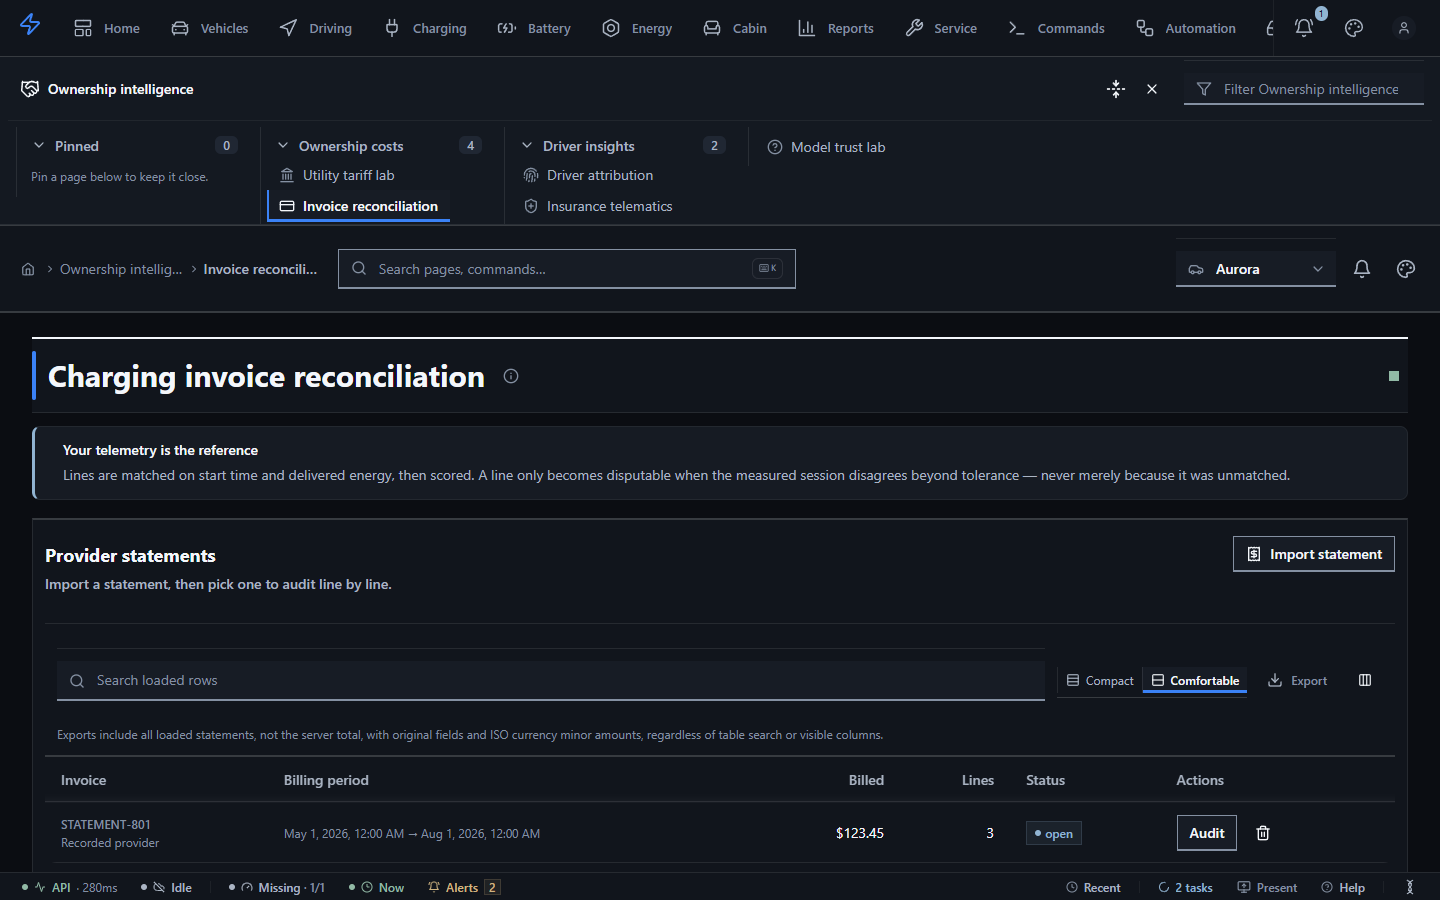 Home Vehicles Driving Charging Battery Energy Cabin Reports Service Commands Automation 1
Ownership intelligence
Filter Ownership intelligence
Pinned 0
Pin a page below to keep it close.
Ownership costs 4
Utility tariff lab
Invoice reconciliation
Driver insights 2
Driver attribution
Insurance telematics
Model trust lab
Ownership intellig... Invoice reconcili...
Search pages, commands... K
Aurora
Charging invoice reconciliation
Your telemetry is the reference
Lines are matched on start time and delivered energy, then scored. A line only becomes disputable when the measured session disagrees beyond tolerance — never merely because it was unmatched.
Provider statements
Import a statement, then pick one to audit line by line.
Import statement
Search loaded rows
Compact Comfortable Export
Exports include all loaded statements, not the server total, with original fields and ISO currency minor amounts, regardless of table search or visible columns.
Invoice Billing period Billed Lines Status Actions
STATEMENT-801
Recorded provider
May 1, 2026, 12:00 AM → Aug 1, 2026, 12:00 AM $123.45 3 open Audit
API · 280ms Idle Missing · 1/1 Now Alerts 2 Recent 2 tasks Present Help